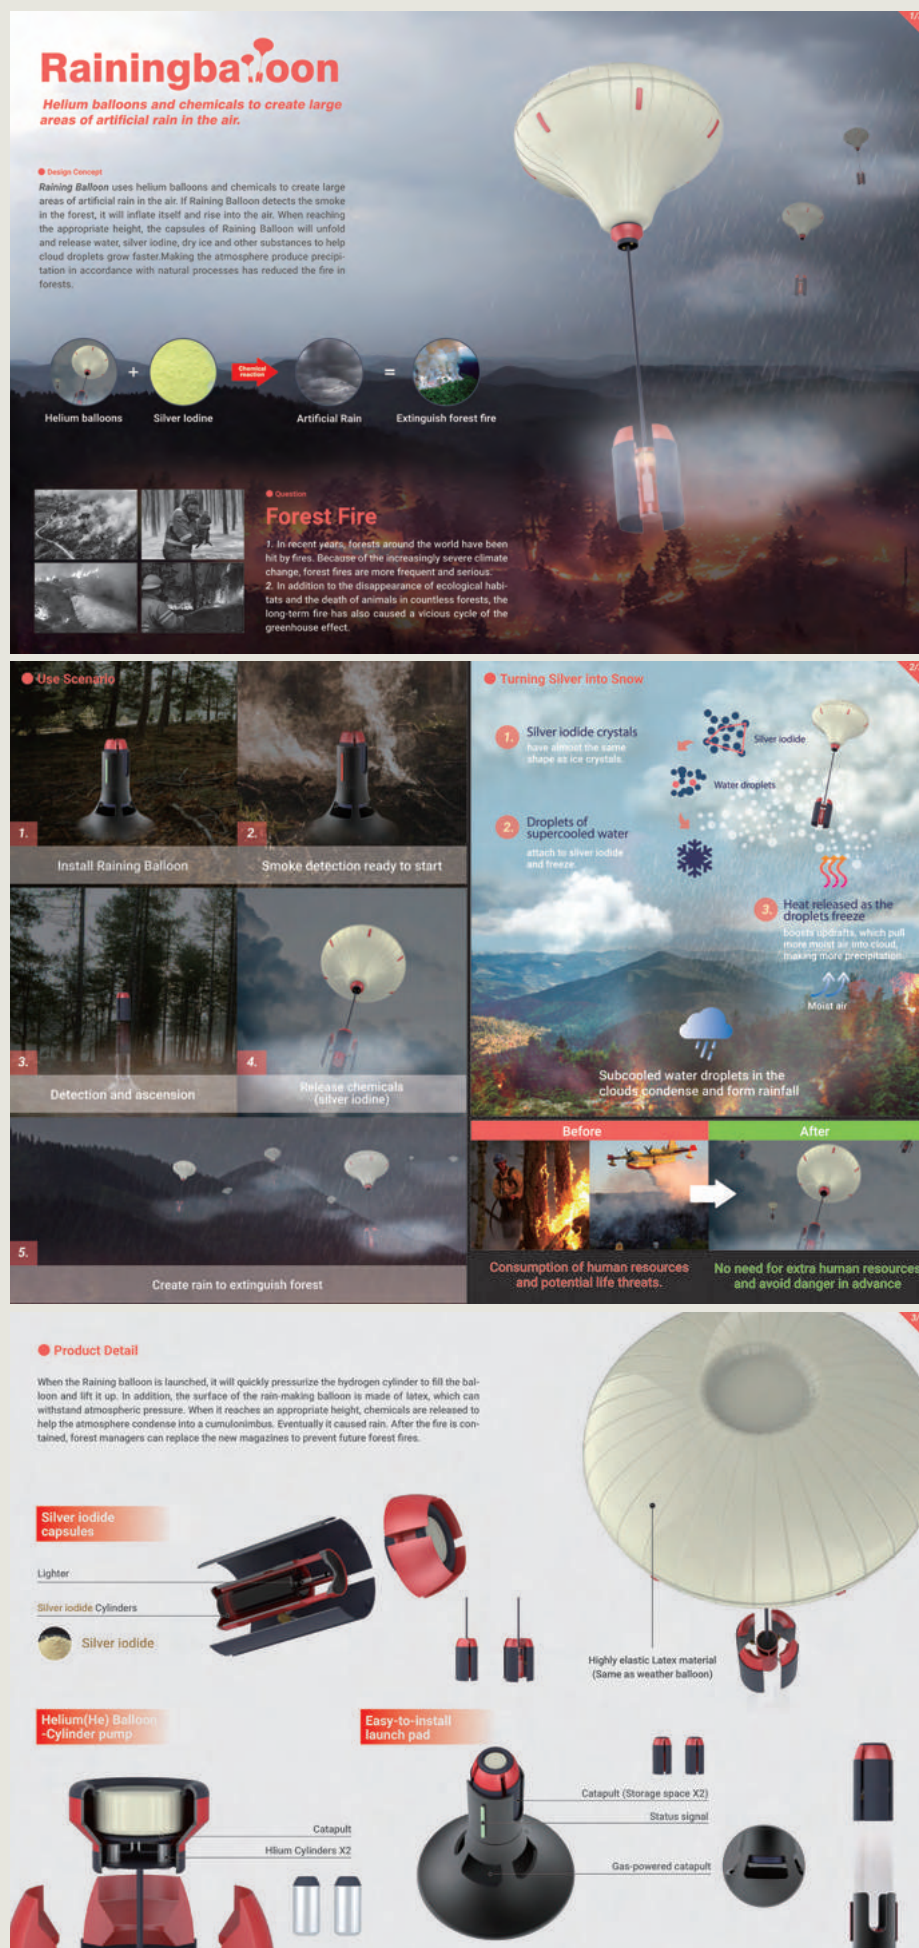 Rainingballoon
Helium balloons and chemicals to create large
areas of artificial rain in the air.
Design Concept
Raining Balloon uses helium balloons and chemicals to create large
areas of artificial rain in the air. If Raining Balloon detects the smoke
in the forest, it will inflate itself and rise into the air. When reaching
the appropriate height, the capsules of Raining Balloon will unfold
and release water, silver iodine, dry ice and other substances to help
cloud droplets grow faster.Making the atmosphere produce precipi-
tation in accordance with natural processes has reduced the fire in
forests.
+
Chemical
reaction
=
Helium balloons
Silver Iodine
Artificial Rain
Extinguish forest fire
Question
Forest Fire
1. In recent years, forests around the world have been
hit by fires. Because of the increasingly severe climate
change, forest fires are more frequent and serious.
2. In addition to the disappearance of ecological habi-
tats and the death of animals in countless forests, the
long-term fire has also caused a vicious cycle of the
greenhouse effect.
Use Scenario
1.
Install Raining Balloon
2.
Smoke detection ready to start
3.
Detection and ascension
4.
Release chemicals
(silver iodine)
5.
Create rain to extinguish forest
Turning Silver into Snow
1.
Silver iodide crystals
have almost the same
shape as ice crystals.
Silver iodide
Water droplets
2.
Droplets of
supercooled water
attach to silver iodide
and freeze
3.
Heat released as the
droplets freeze
boosts updrafts, which pull
more moist air into cloud,
making more precipitation
Moist air
Subcooled water droplets in the
clouds condense and form rainfall
Before
After
Consumption of human resources
and potential life threats.
No need for extra human resources
and avoid danger in advance
Product Detail
When the Raining balloon is launched, it will quickly pressurize the hydrogen cylinder to fill the bal-
loon and lift it up. In addition, the surface of the rain-making balloon is made of latex, which can
withstand atmospheric pressure. When it reaches an appropriate height, chemicals are released to
help the atmosphere condense into a cumulonimbus. Eventually it caused rain. After the fire is con-
tained, forest managers can replace the new magazines to prevent future forest fires.
Silver iodide
capsules
Lighter
Silver iodide Cylinders
Silver iodide
Highly elastic Latex material
(Same as weather balloon)
Helium(He) Balloon
-Cylinder pump
Catapult
Hlium Cylinders X2
Easy-to-install
launch pad
Catapult (Storage space X2)
Status signal
Gas-powered catapult